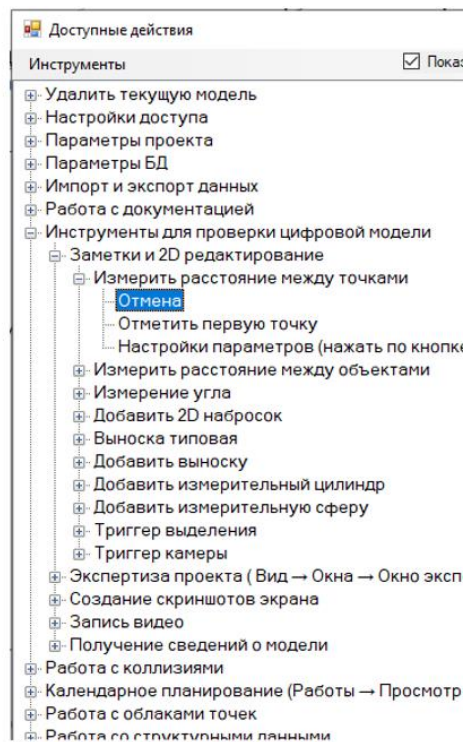 Доступные действия
Инструменты
Удалить текущую модель
Настройки доступа
Параметры проекта
Параметры БД
Импорт и экспорт данных
Работа с документацией
Инструменты для проверки цифровой модели
Заметки и 2D редактирование
Измерить расстояние между точками
Отмена
Отметить первую точку
Настройки параметров (нажать по кнопке
Измерить расстояние между объектами
Измерение угла
Добавить 2D набросок
Выноска типовая
Добавить выноску
Добавить измерительный цилиндр
Добавить измерительную сферу
Триггер выделения
Триггер камеры
Экспертиза проекта ( Вид → Окна → Окно эксп
Создание скриншотов экрана
Запись видео
Получение сведений о модели
Работа с коллизиями
Календарное планирование (Работы → Просмотр
Работа с облаками точек
Работа со структурными данными